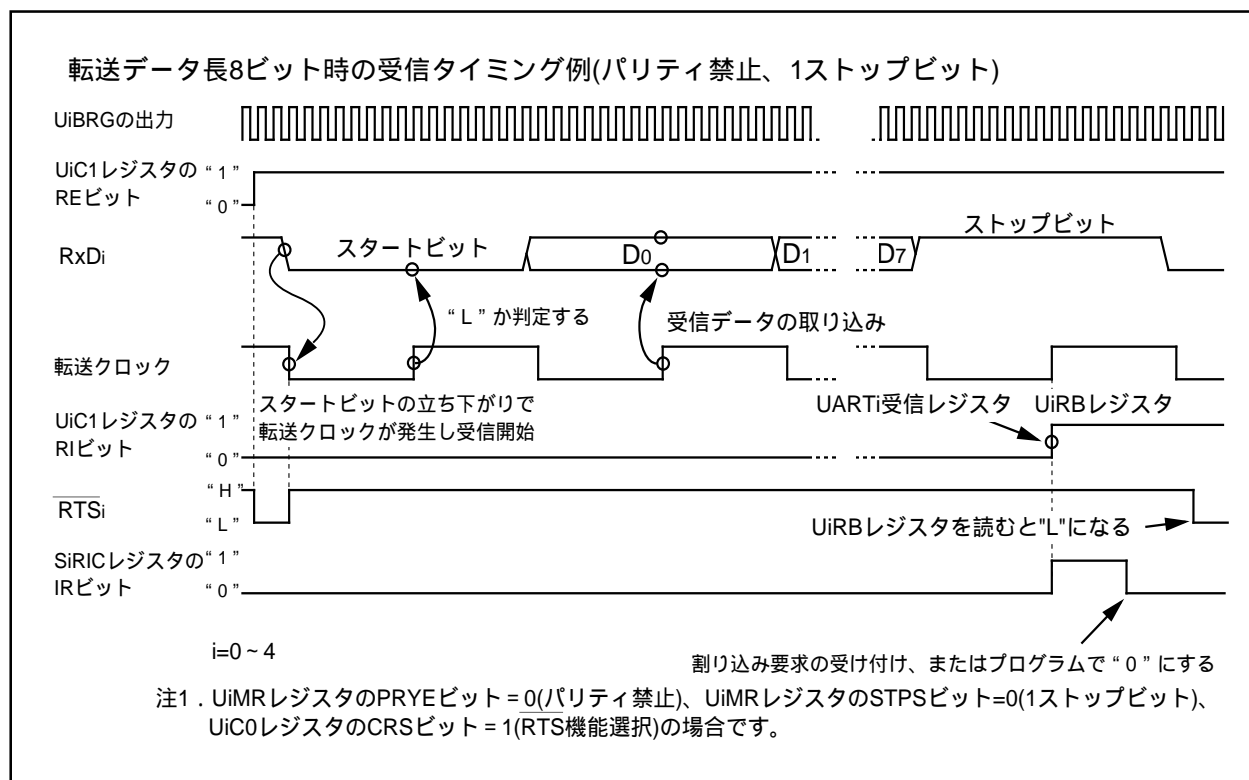 転送データ長8ビット時の受信タイミング例(パリティ禁止、1ストップビット)
UiBRGの出力
UiC1レジスタの
REビット
“ 1 ”
“ 0 ”
RxDi
スタートビット
D0
D1
D7
ストップビット
“ L ” か判定する
受信データの取り込み
転送クロック
スタートビットの立ち下がりで
転送クロックが発生し受信開始
UARTi受信レジスタ
UiRBレジスタ
UiC1レジスタの
RIビット
“ 1 ”
“ 0 ”
RTSi
“ H ”
“ L ”
UiRBレジスタを読むと"L"になる
SiRICレジスタの
IRビット
“ 1 ”
“ 0 ”
i=0 ~ 4
割り込み要求の受け付け、またはプログラムで “ 0 ” にする
注1 . UiMRレジスタのPRYEビット = 0(パリティ禁止)、UiMRレジスタのSTPSビット=0(1ストップビット)、
UiC0レジスタのCRSビット = 1(RTS機能選択)の場合です。